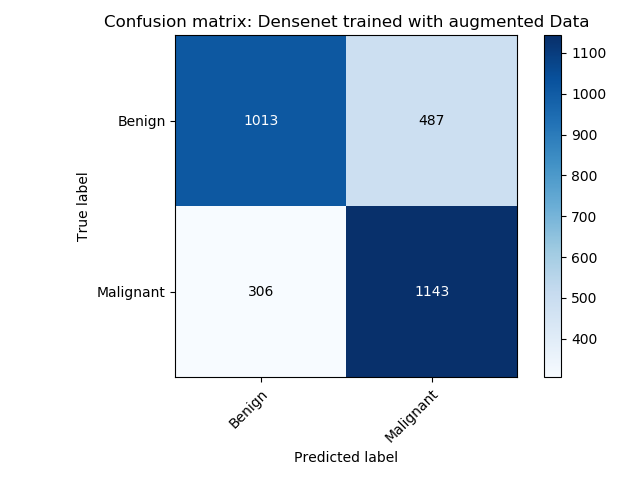 Confusion matrix: Densenet trained with augmented Data
Benign
Malignant
True label
1013
487
306
1143
Benign
Malignant
Predicted label
1100
1000
900
800
700
600
500
400